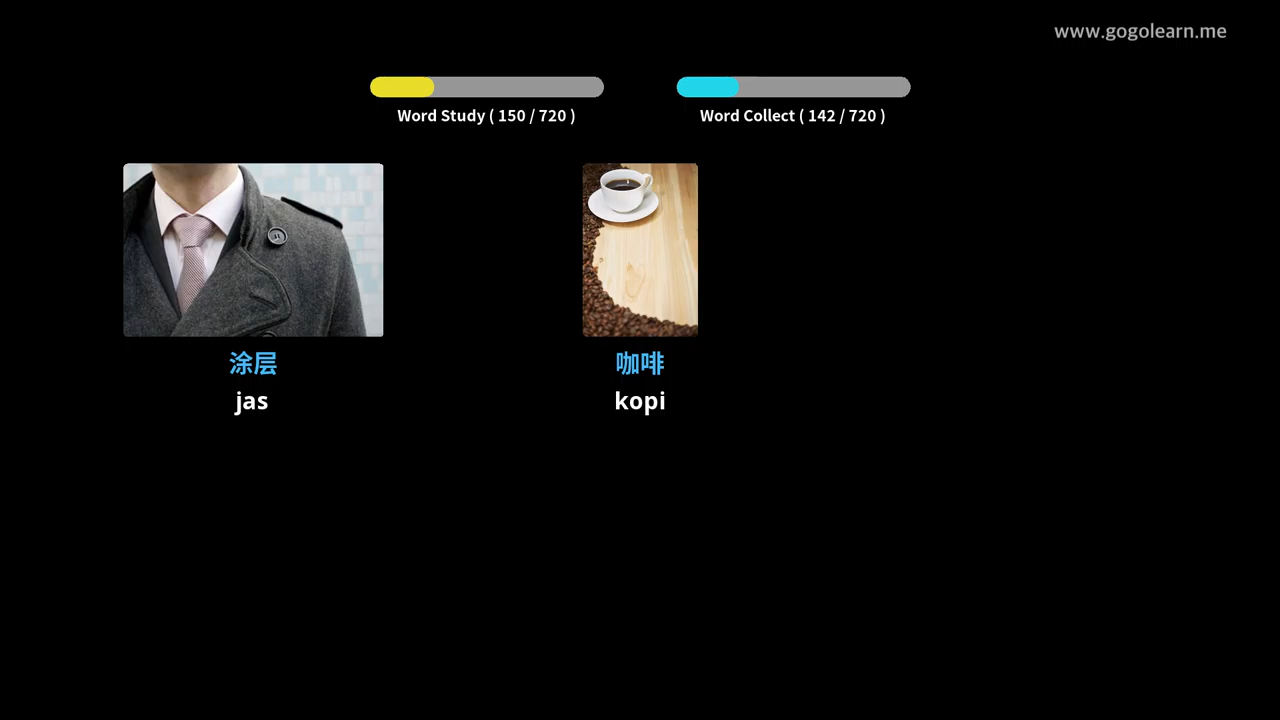 www.gogolearn.me
Word Study ( 150 / 720 )
Word Collect ( 142 / 720 )
涂层
jas
咖啡
kopi